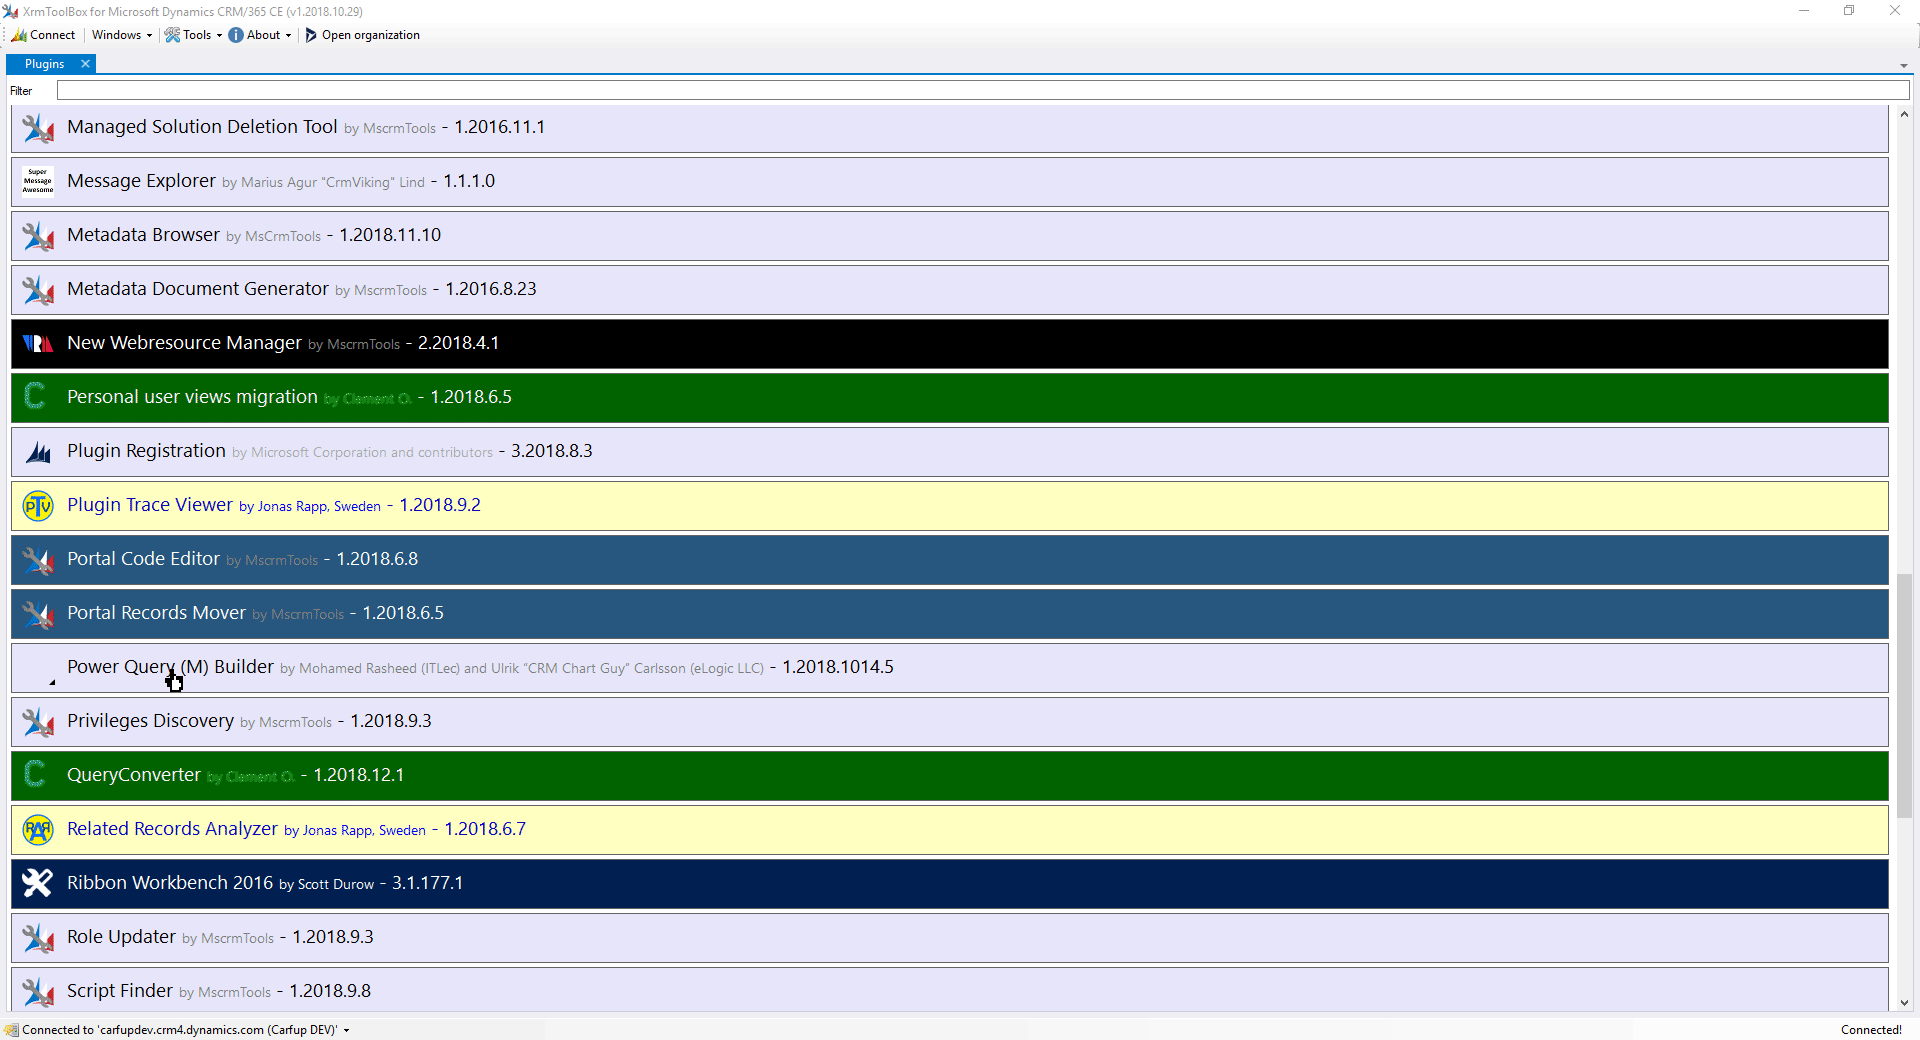 XrmToolBox for Microsoft Dynamics CRM/365 CE (v1.2018.10.29)
Connect Windows Tools About Open organization
Plugins
Filter
Managed Solution Deletion Tool by MscrmTools - 1.2016.11.1
Super
Message
Awesome
Message Explorer by Marius Agur "CrmViking" Lind - 1.1.1.0
Metadata Browser by MsCrmTools - 1.2018.11.10
Metadata Document Generator by MscrmTools - 1.2016.8.23
New Webresource Manager by MscrmTools - 2.2018.4.1
Personal user views migration by Clement O. - 1.2018.6.5
Plugin Registration by Microsoft Corporation and contributors - 3.2018.8.3
PTV Plugin Trace Viewer by Jonas Rapp, Sweden - 1.2018.9.2
Portal Code Editor by MscrmTools - 1.2018.6.8
Portal Records Mover by MscrmTools - 1.2018.6.5
Power Query (M) Builder by Mohamed Rasheed (ITLec) and Ulrik "CRM Chart Guy" Carlsson (eLogic LLC) - 1.2018.1014.5
Privileges Discovery by MscrmTools - 1.2018.9.3
C QueryConverter by Clement O. - 1.2018.12.1
Related Records Analyzer by Jonas Rapp, Sweden - 1.2018.6.7
Ribbon Workbench 2016 by Scott Durow - 3.1.177.1
Role Updater by MscrmTools - 1.2018.9.3
Script Finder by MscrmTools - 1.2018.9.8
Connected to 'carfupdev.crm4.dynamics.com (Carfup DEV)' Connected!